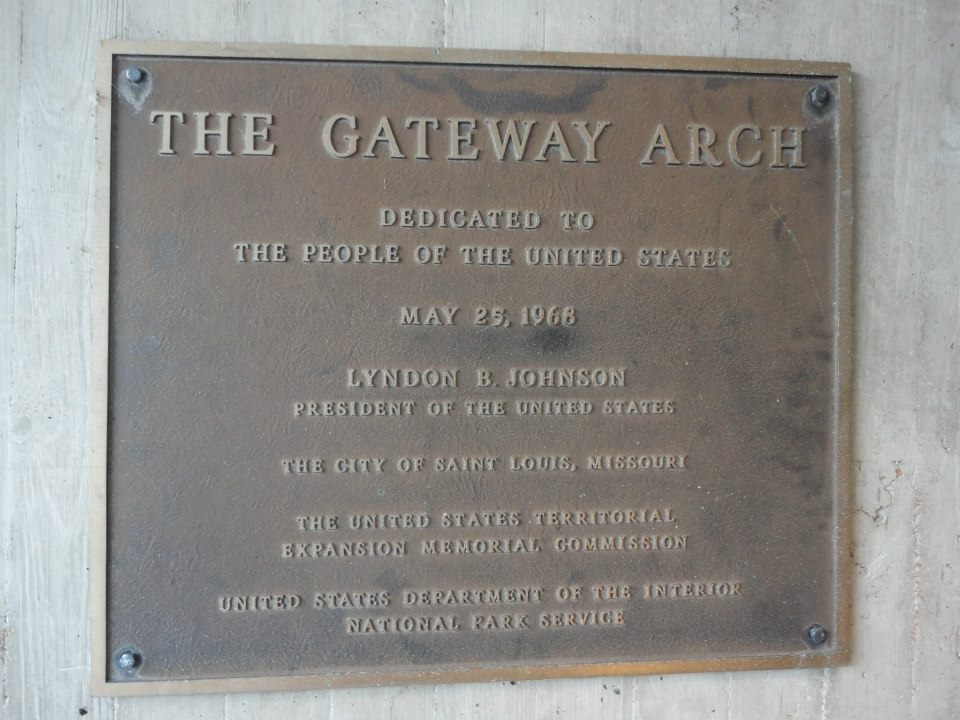 THE GATEWAY ARCH
DEDICATED TO
THE PEOPLE OF THE UNITED STATES
MAY 25, 1968
LYNDON B. JOHNSON
PRESIDENT OF THE UNITED STATES
THE CITY OF SAINT LOUIS, MISSOURI
THE UNITED STATES TERRITORIAL
EXPANSION MEMORIAL COMMISSION
UNITED STATES DEPARTMENT OF THE INTERIOR
NATIONAL PARK SERVICE